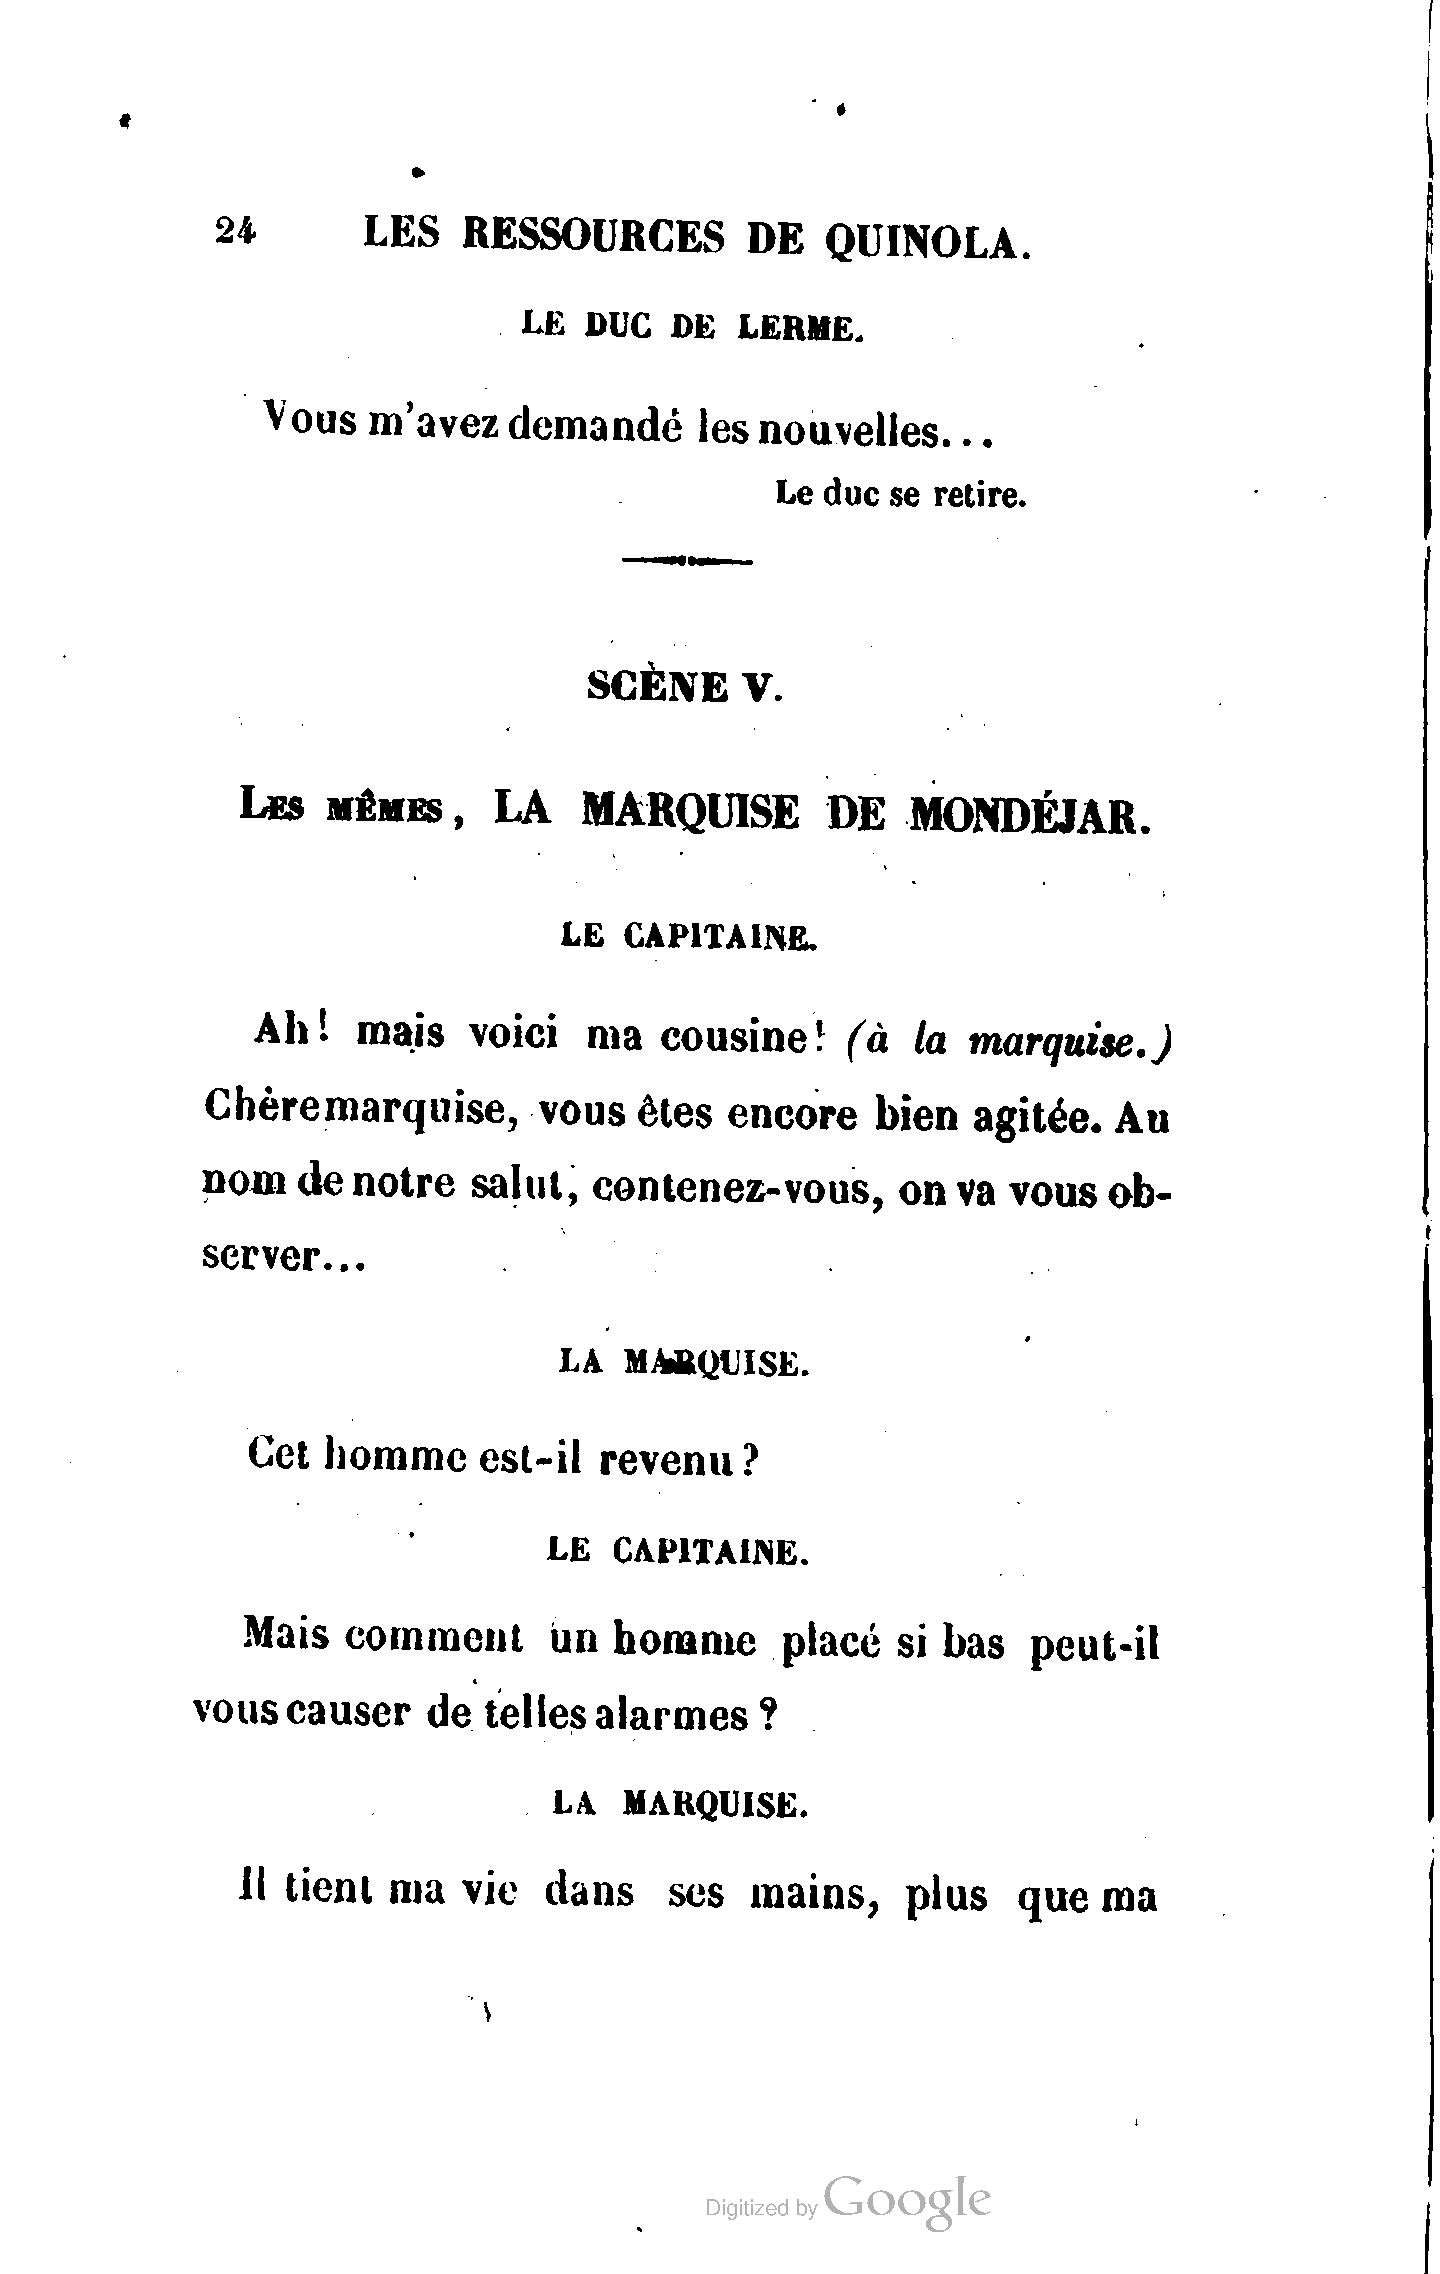 24 LES RESSOURCES DE QUINOLA.
LE DUC DE LERME.
Vous m'avez demandé les nouvelles...
Le duc se retire.
SCÈNE V.
LES MÊMES, LA MARQUISE DE MONDÉJAR.
LE CAPITAINE.
Ah! mais voici ma cousine! (à la marquise.)
Chère marquise, vous êtes encore bien agitée. Au
nom de notre salut, contenez-vous, on va vous ob-
server...
LA MARQUISE.
Cet homme est-il revenu?
LE CAPITAINE.
Mais comment un homme placé si bas peut-il
vous causer de telles alarmes?
LA MARQUISE.
Il tient ma vie dans ses mains, plus que ma
Digitized by Google